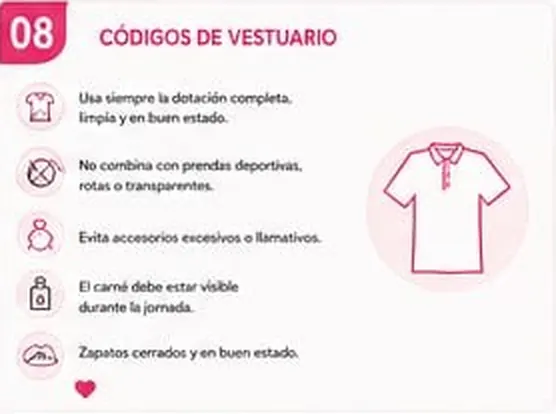 08
CÓDIGOS DE VESTUARIO
Usa siempre la dotación completa,
limpia y en buen estado.
No combina con prendas deportivas,
rotas o transparentes.
Evita accesorios excesivos o llamativos.
El carné debe estar visible
durante la jornada.
Zapatos cerrados y en buen estado.